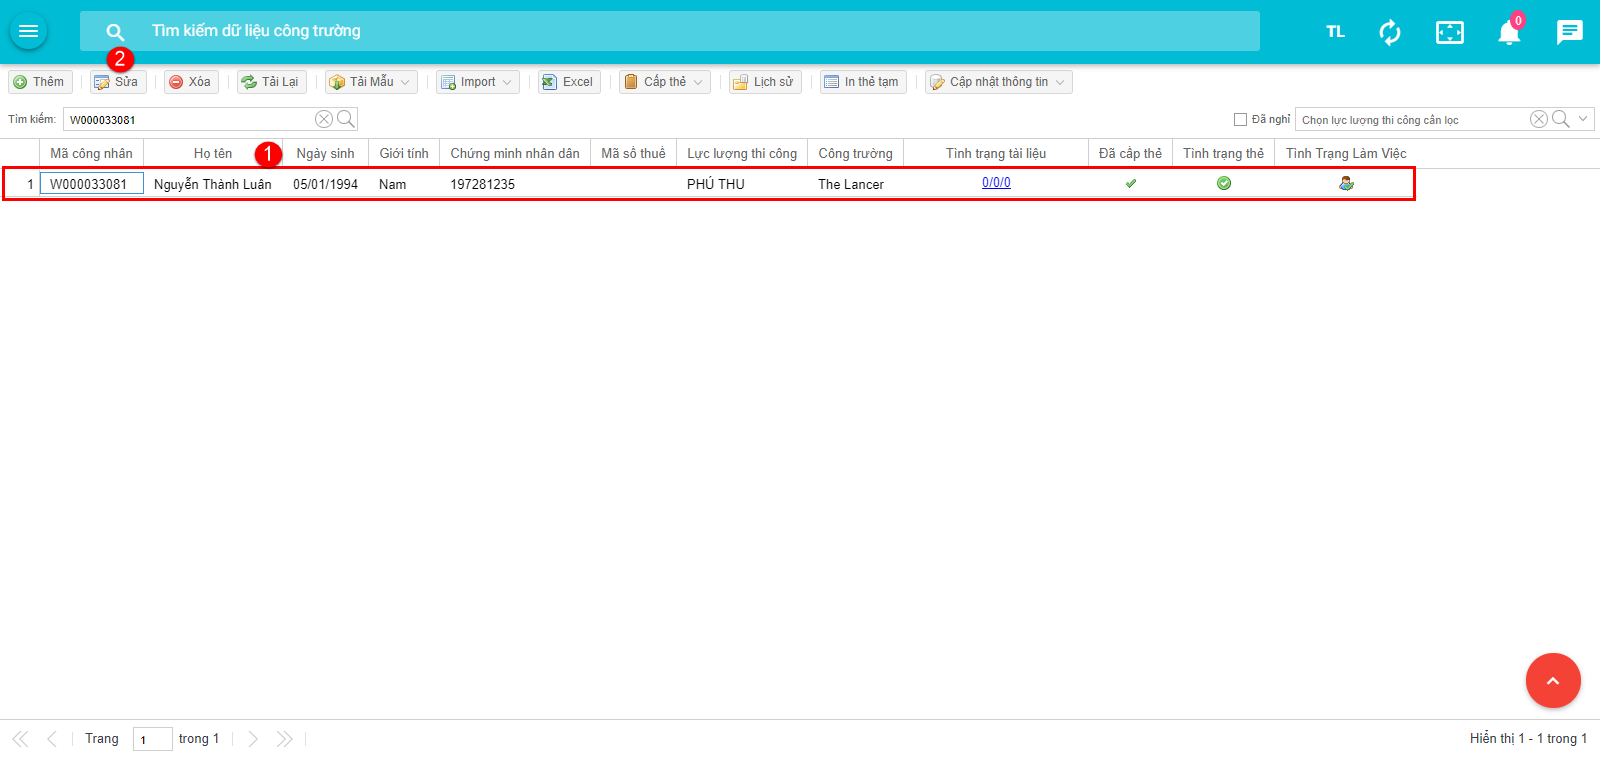 Tìm kiếm dữ liệu công trường
TL
0
2
Thêm
Sửa
Xóa
Tải Lại
Tải Mẫu
Import
Excel
Cấp thẻ
Lịch sử
In thẻ tạm
Cập nhật thông tin
Tìm kiếm: W000033081
Đã nghỉ
Chọn lực lượng thi công cần lọc
1
Mã công nhân Họ tên Ngày sinh Giới tính Chứng minh nhân dân Mã số thuế Lực lượng thi công Công trường Tình trạng tài liệu Đã cấp thẻ Tình trạng thẻ Tình Trạng Làm Việc
1 W000033081 Nguyễn Thành Luân 05/01/1994 Nam 197281235 PHÚ THU The Lancer 0/0/0
Trang 1 trong 1
Hiển thị 1 - 1 trong 1